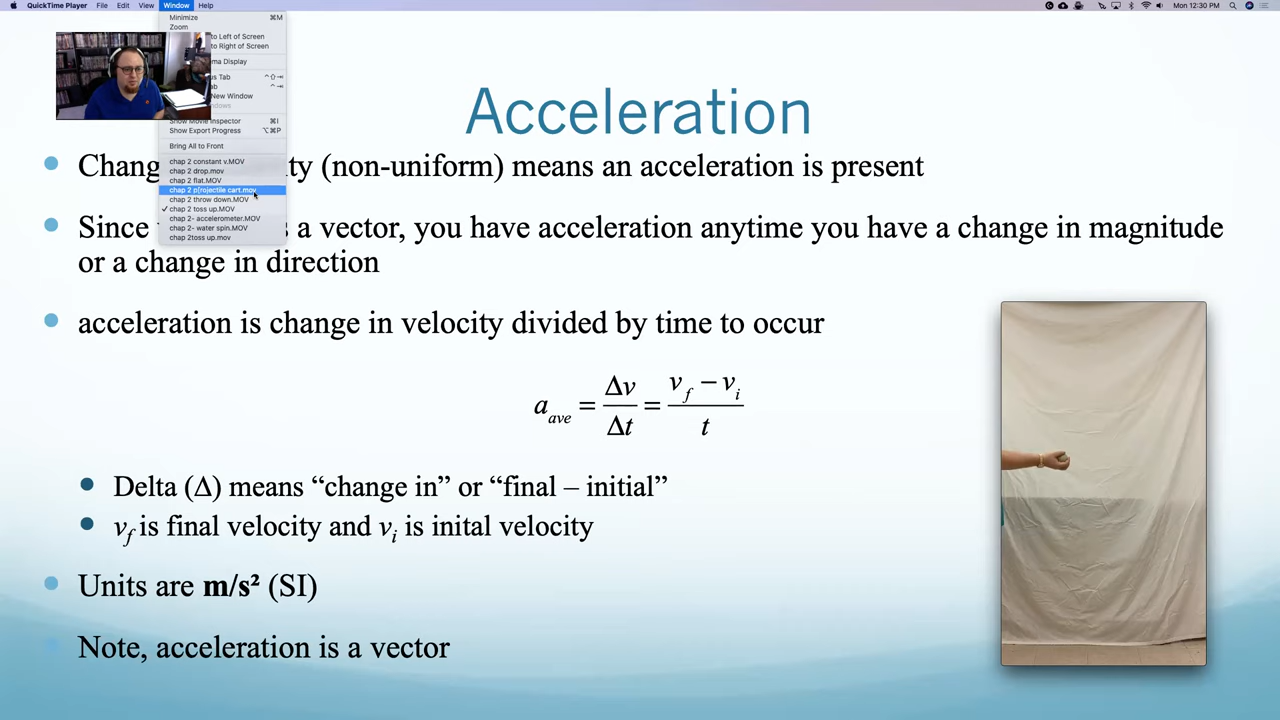 QuickTime Player File Edit View Window Help Mon 12:30 PM
Minimize ⌘M
Zoom
to Left of Screen
to Right of Screen
Display
Tab
New Window
Show Movie Inspector ⌘I
Show Export Progress ⌥⌘P
Bring All to Front
chap 2 constant v.MOV
chap 2 drop.mov
chap 2 flat.MOV
chap 2 p[rojectile cart.mov
chap 2 throw down.MOV
✓ chap 2 toss up.MOV
chap 2- accelerometer.MOV
chap 2- water spin.MOV
chap 2toss up.mov
Acceleration
Chang ty (non-uniform) means an acceleration is present
Since s a vector, you have acceleration anytime you have a change in magnitude
or a change in direction
acceleration is change in velocity divided by time to occur
a_ave = Δv/Δt = (v_f − v_i)/t
Delta (Δ) means “change in” or “final – initial”
v_f is final velocity and v_i is inital velocity
Units are m/s² (SI)
Note, acceleration is a vector